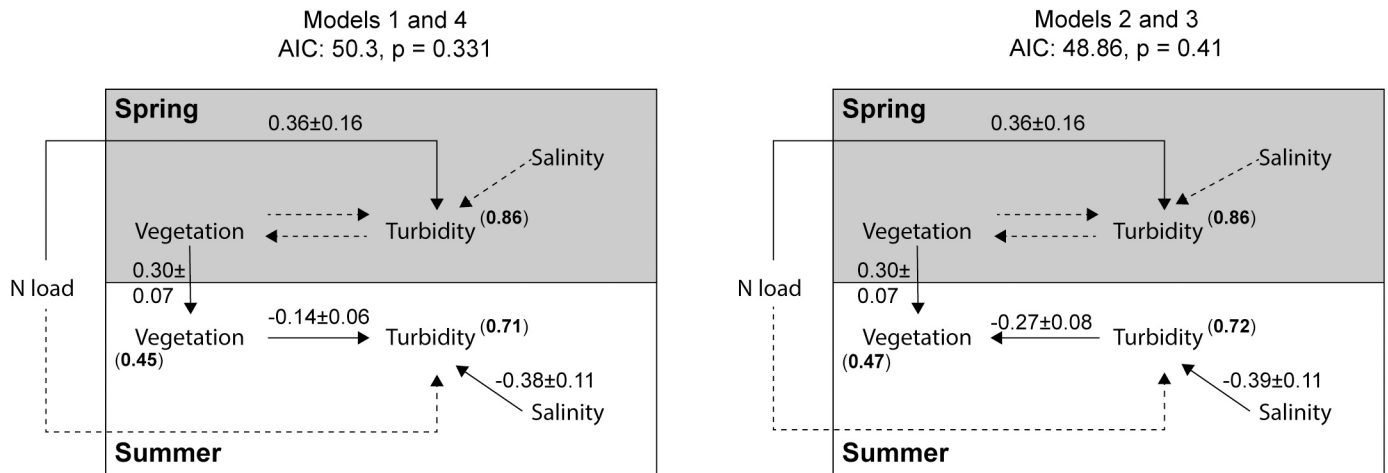 Models 1 and 4
AIC: 50.3, p = 0.331
Spring
0.36±0.16
Salinity
Vegetation
Turbidity (0.86)
0.30±
0.07
N load
Vegetation
-0.14±0.06
Turbidity (0.71)
(0.45)
-0.38±0.11
Salinity
Summer
Models 2 and 3
AIC: 48.86, p = 0.41
Spring
0.36±0.16
Salinity
Vegetation
Turbidity (0.86)
0.30±
0.07
N load
Vegetation
-0.27±0.08
Turbidity (0.72)
(0.47)
-0.39±0.11
Salinity
Summer